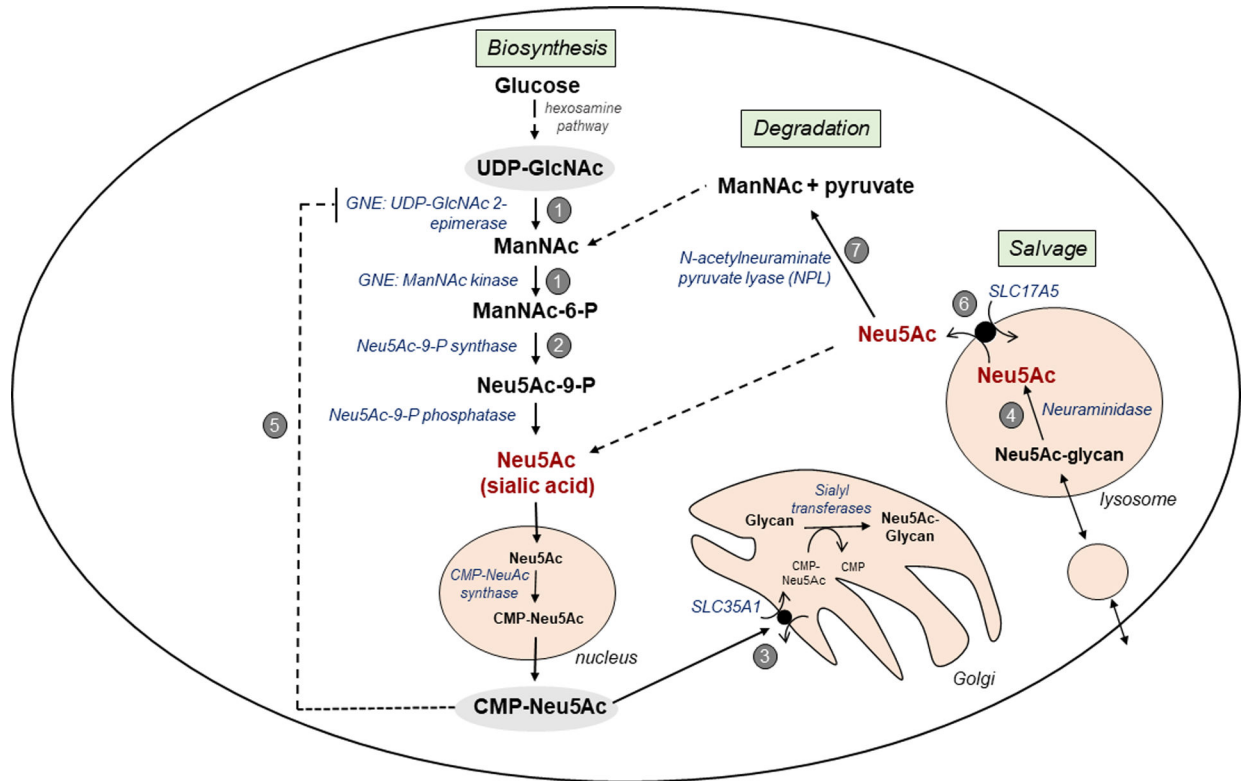 Biosynthesis
Glucose
hexosamine
pathway
UDP-GlcNAc
GNE: UDP-GlcNAc 2-
epimerase
1
ManNAc
GNE: ManNAc kinase
1
ManNAc-6-P
Neu5Ac-9-P synthase
2
Neu5Ac-9-P
Neu5Ac-9-P phosphatase
5
Neu5Ac
(sialic acid)
Neu5Ac
CMP-NeuAc
synthase
CMP-Neu5Ac
nucleus
CMP-Neu5Ac
Degradation
ManNAc + pyruvate
7
N-acetylneuraminate
pyruvate lyase (NPL)
Neu5Ac
Salvage
6
SLC17A5
Neu5Ac
4
Neuraminidase
Neu5Ac-glycan
lysosome
Sialyl
transferases
Glycan
Neu5Ac-
Glycan
CMP-
Neu5Ac
CMP
SLC35A1
3
Golgi